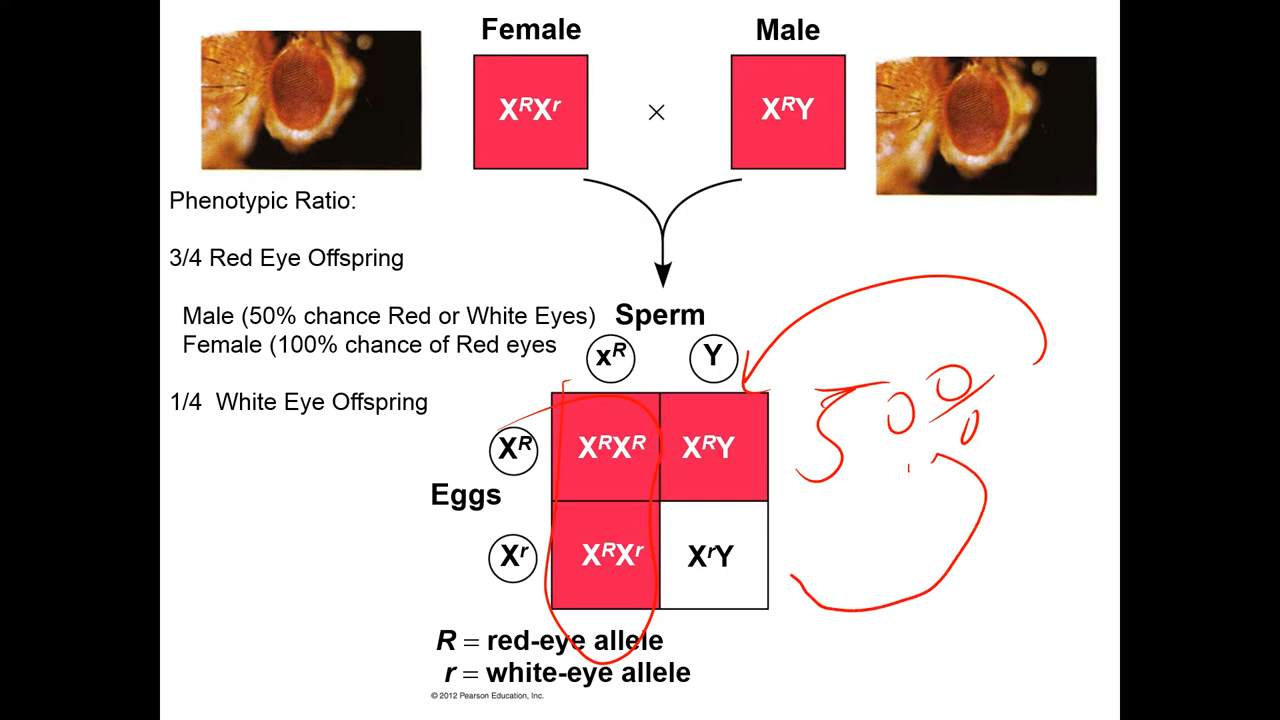 Female Male
XᴿXʳ × XᴿY
Phenotypic Ratio:
3/4 Red Eye Offspring
Male (50% chance Red or White Eyes)
Female (100% chance of Red eyes
1/4 White Eye Offspring
Sperm
xᴿ Y
50%
Xᴿ XᴿXᴿ XᴿY
Eggs
Xʳ XᴿXʳ XʳY
R = red-eye allele
r = white-eye allele
© 2012 Pearson Education, Inc.